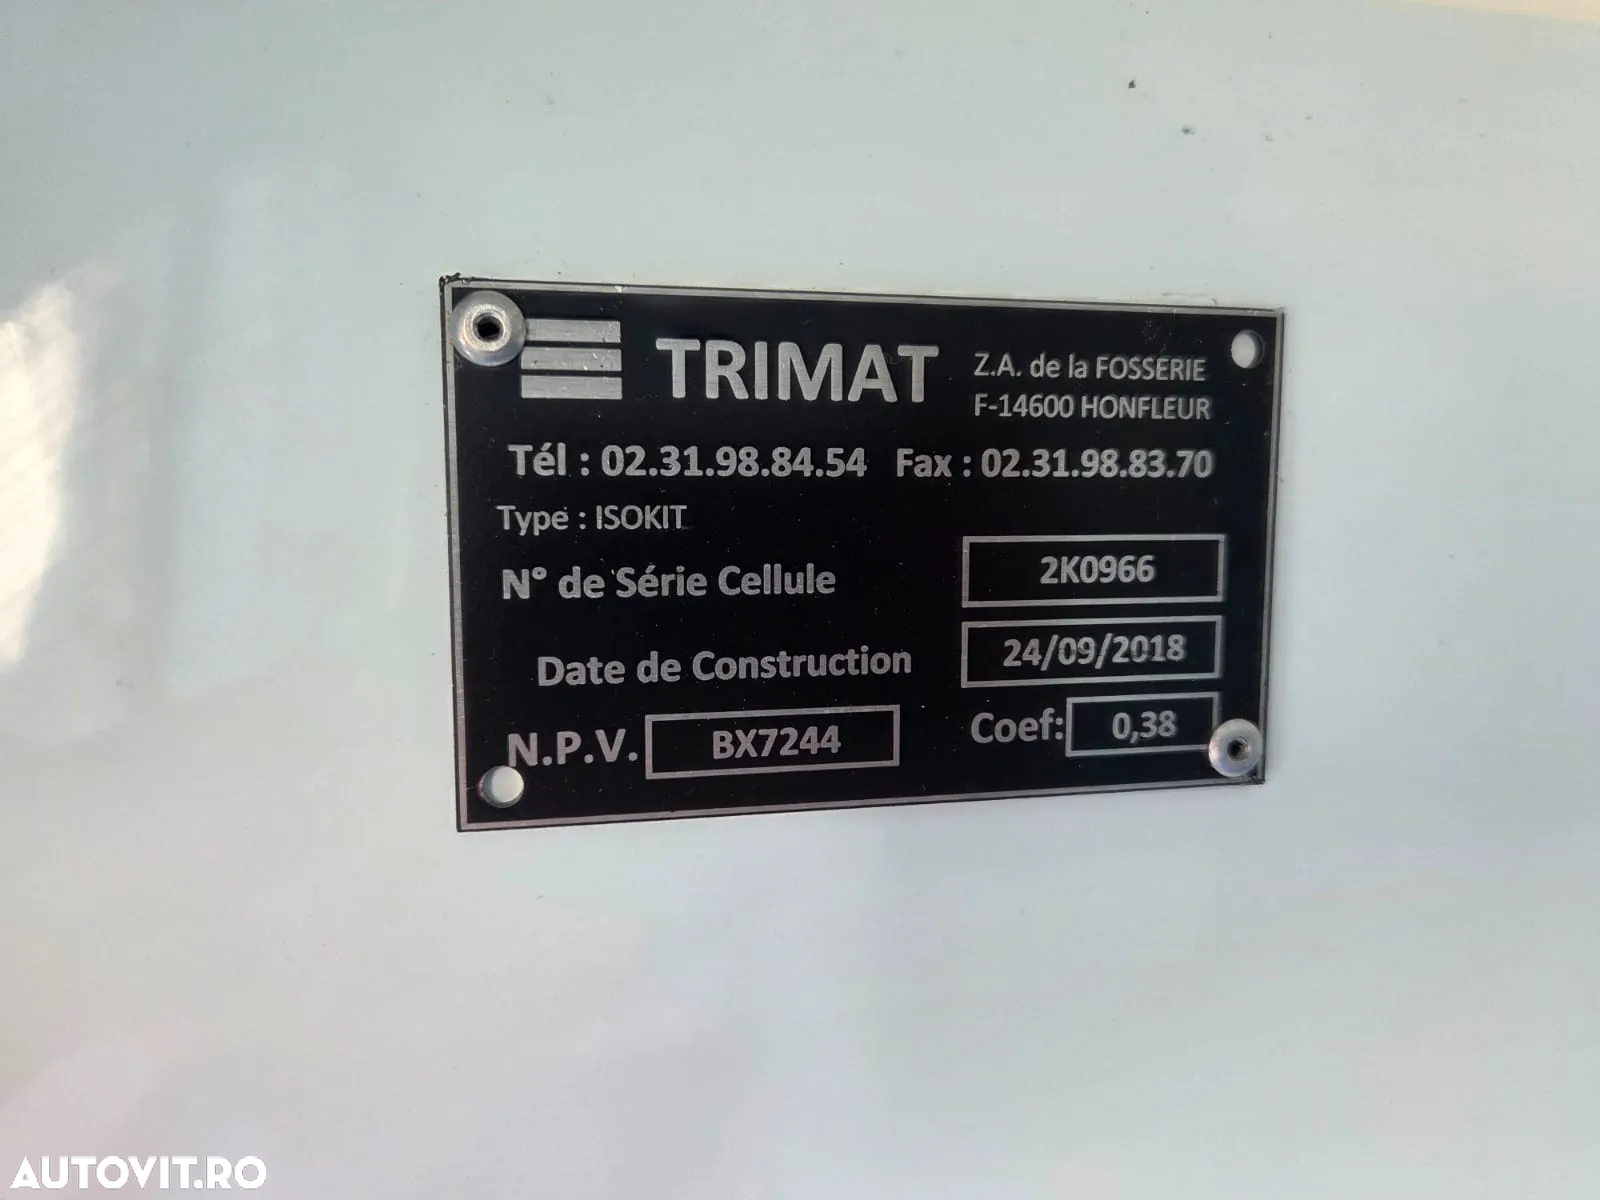 TRIMAT
Z.A. de la FOSSERIE
F-14600 HONFLEUR
Tél : 02.31.98.84.54 Fax : 02.31.98.83.70
Type : ISOKIT
N° de Série Cellule 2K0966
Date de Construction 24/09/2018
N.P.V. BX7244 Coef: 0,38
AUTOVIT.RO